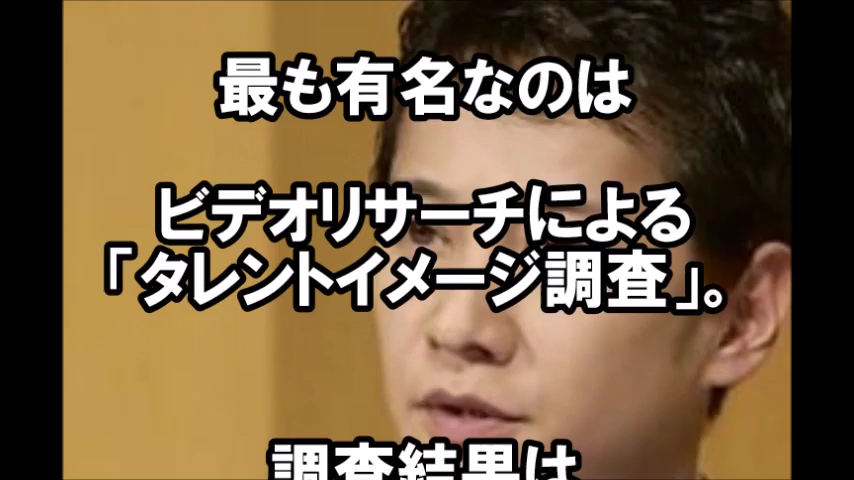 最も有名なのは
ビデオリサーチによる
「タレントイメージ調査」。
調査結果は